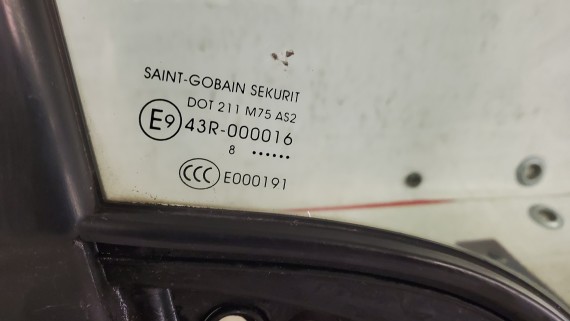 SAINT-GOBAIN SEKURIT
DOT 211 M75 AS2
E9 43R-000016
8 ••••••
CCC E000191